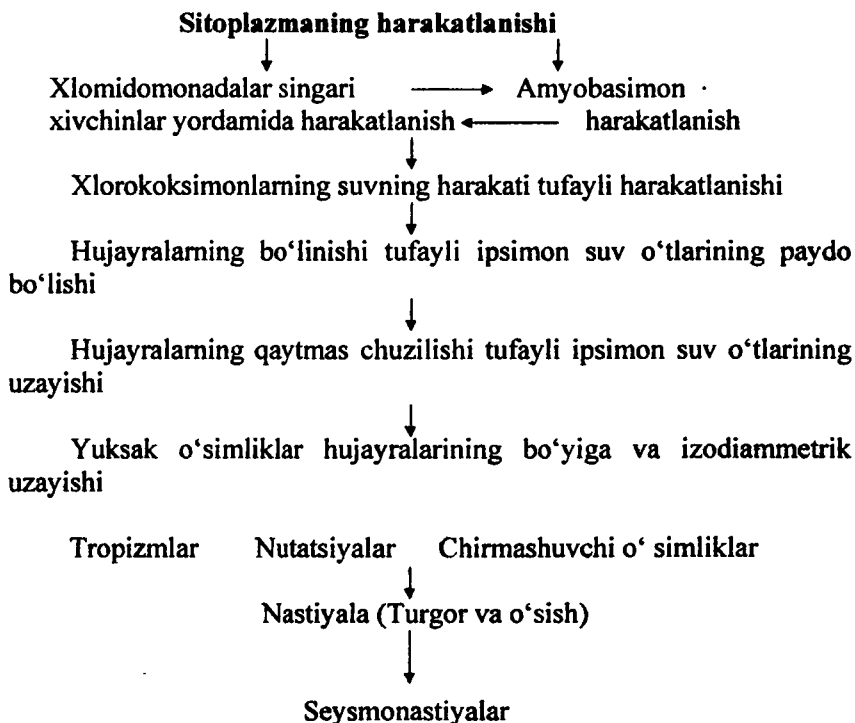 Sitoplazmaning harakatlanishi
Xlomidomonadalar singari Amyobasimon
xivchinlar yordamida harakatlanish harakatlanish
Xlorokoksimonlarning suvning harakati tufayli harakatlanishi
Hujayralarning bo‘linishi tufayli ipsimon suv o‘tlarining paydo
bo‘lishi
Hujayralarning qaytmas chuzilishi tufayli ipsimon suv o‘tlarining
uzayishi
Yuksak o‘simliklar hujayralarining bo‘yiga va izodiammetrik
uzayishi
Tropizmlar Nutatsiyalar Chirmashuvchi o‘ simliklar
Nastiyala (Turgor va o‘sish)
Seysmonastiyalar